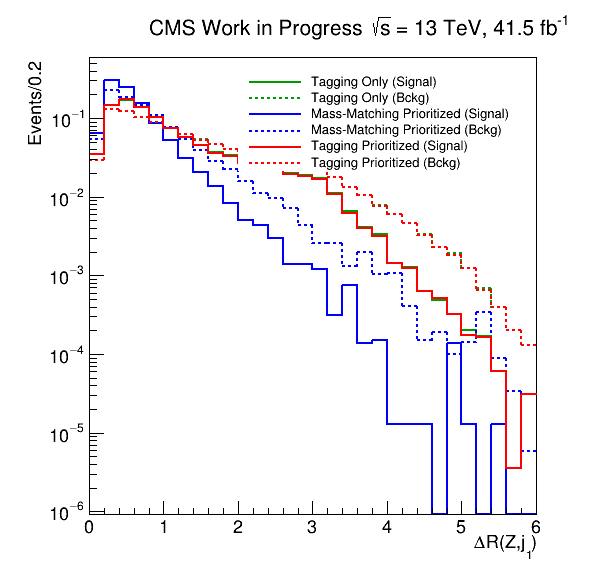 CMS Work in Progress √s = 13 TeV, 41.5 fb⁻¹
Events/0.2
Tagging Only (Signal)
Tagging Only (Bckg)
Mass-Matching Prioritized (Signal)
Mass-Matching Prioritized (Bckg)
Tagging Prioritized (Signal)
Tagging Prioritized (Bckg)
10⁻¹
10⁻²
10⁻³
10⁻⁴
10⁻⁵
10⁻⁶
0 1 2 3 4 5 6
ΔR(Z,j₁)